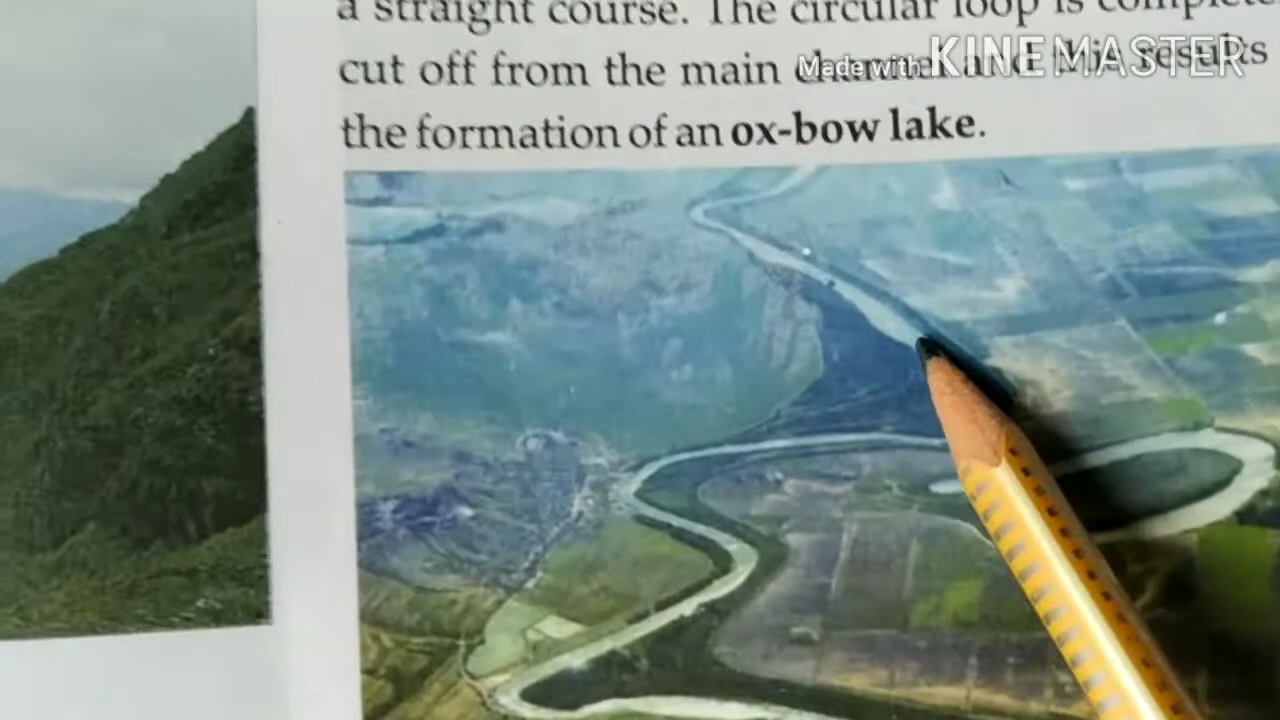 a straight course. The circular loop is complete
cut off from the main channel and this results
the formation of an ox-bow lake.
Made with KINEMASTER